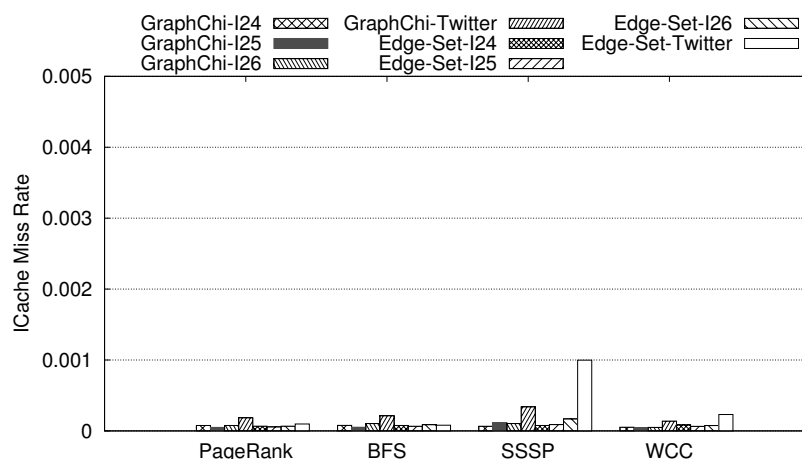 GraphChi-I24 GraphChi-Twitter Edge-Set-I26
GraphChi-I25 Edge-Set-I24 Edge-Set-Twitter
GraphChi-I26 Edge-Set-I25
0.005
0.004
0.003
0.002
0.001
0
ICache Miss Rate
PageRank BFS SSSP WCC